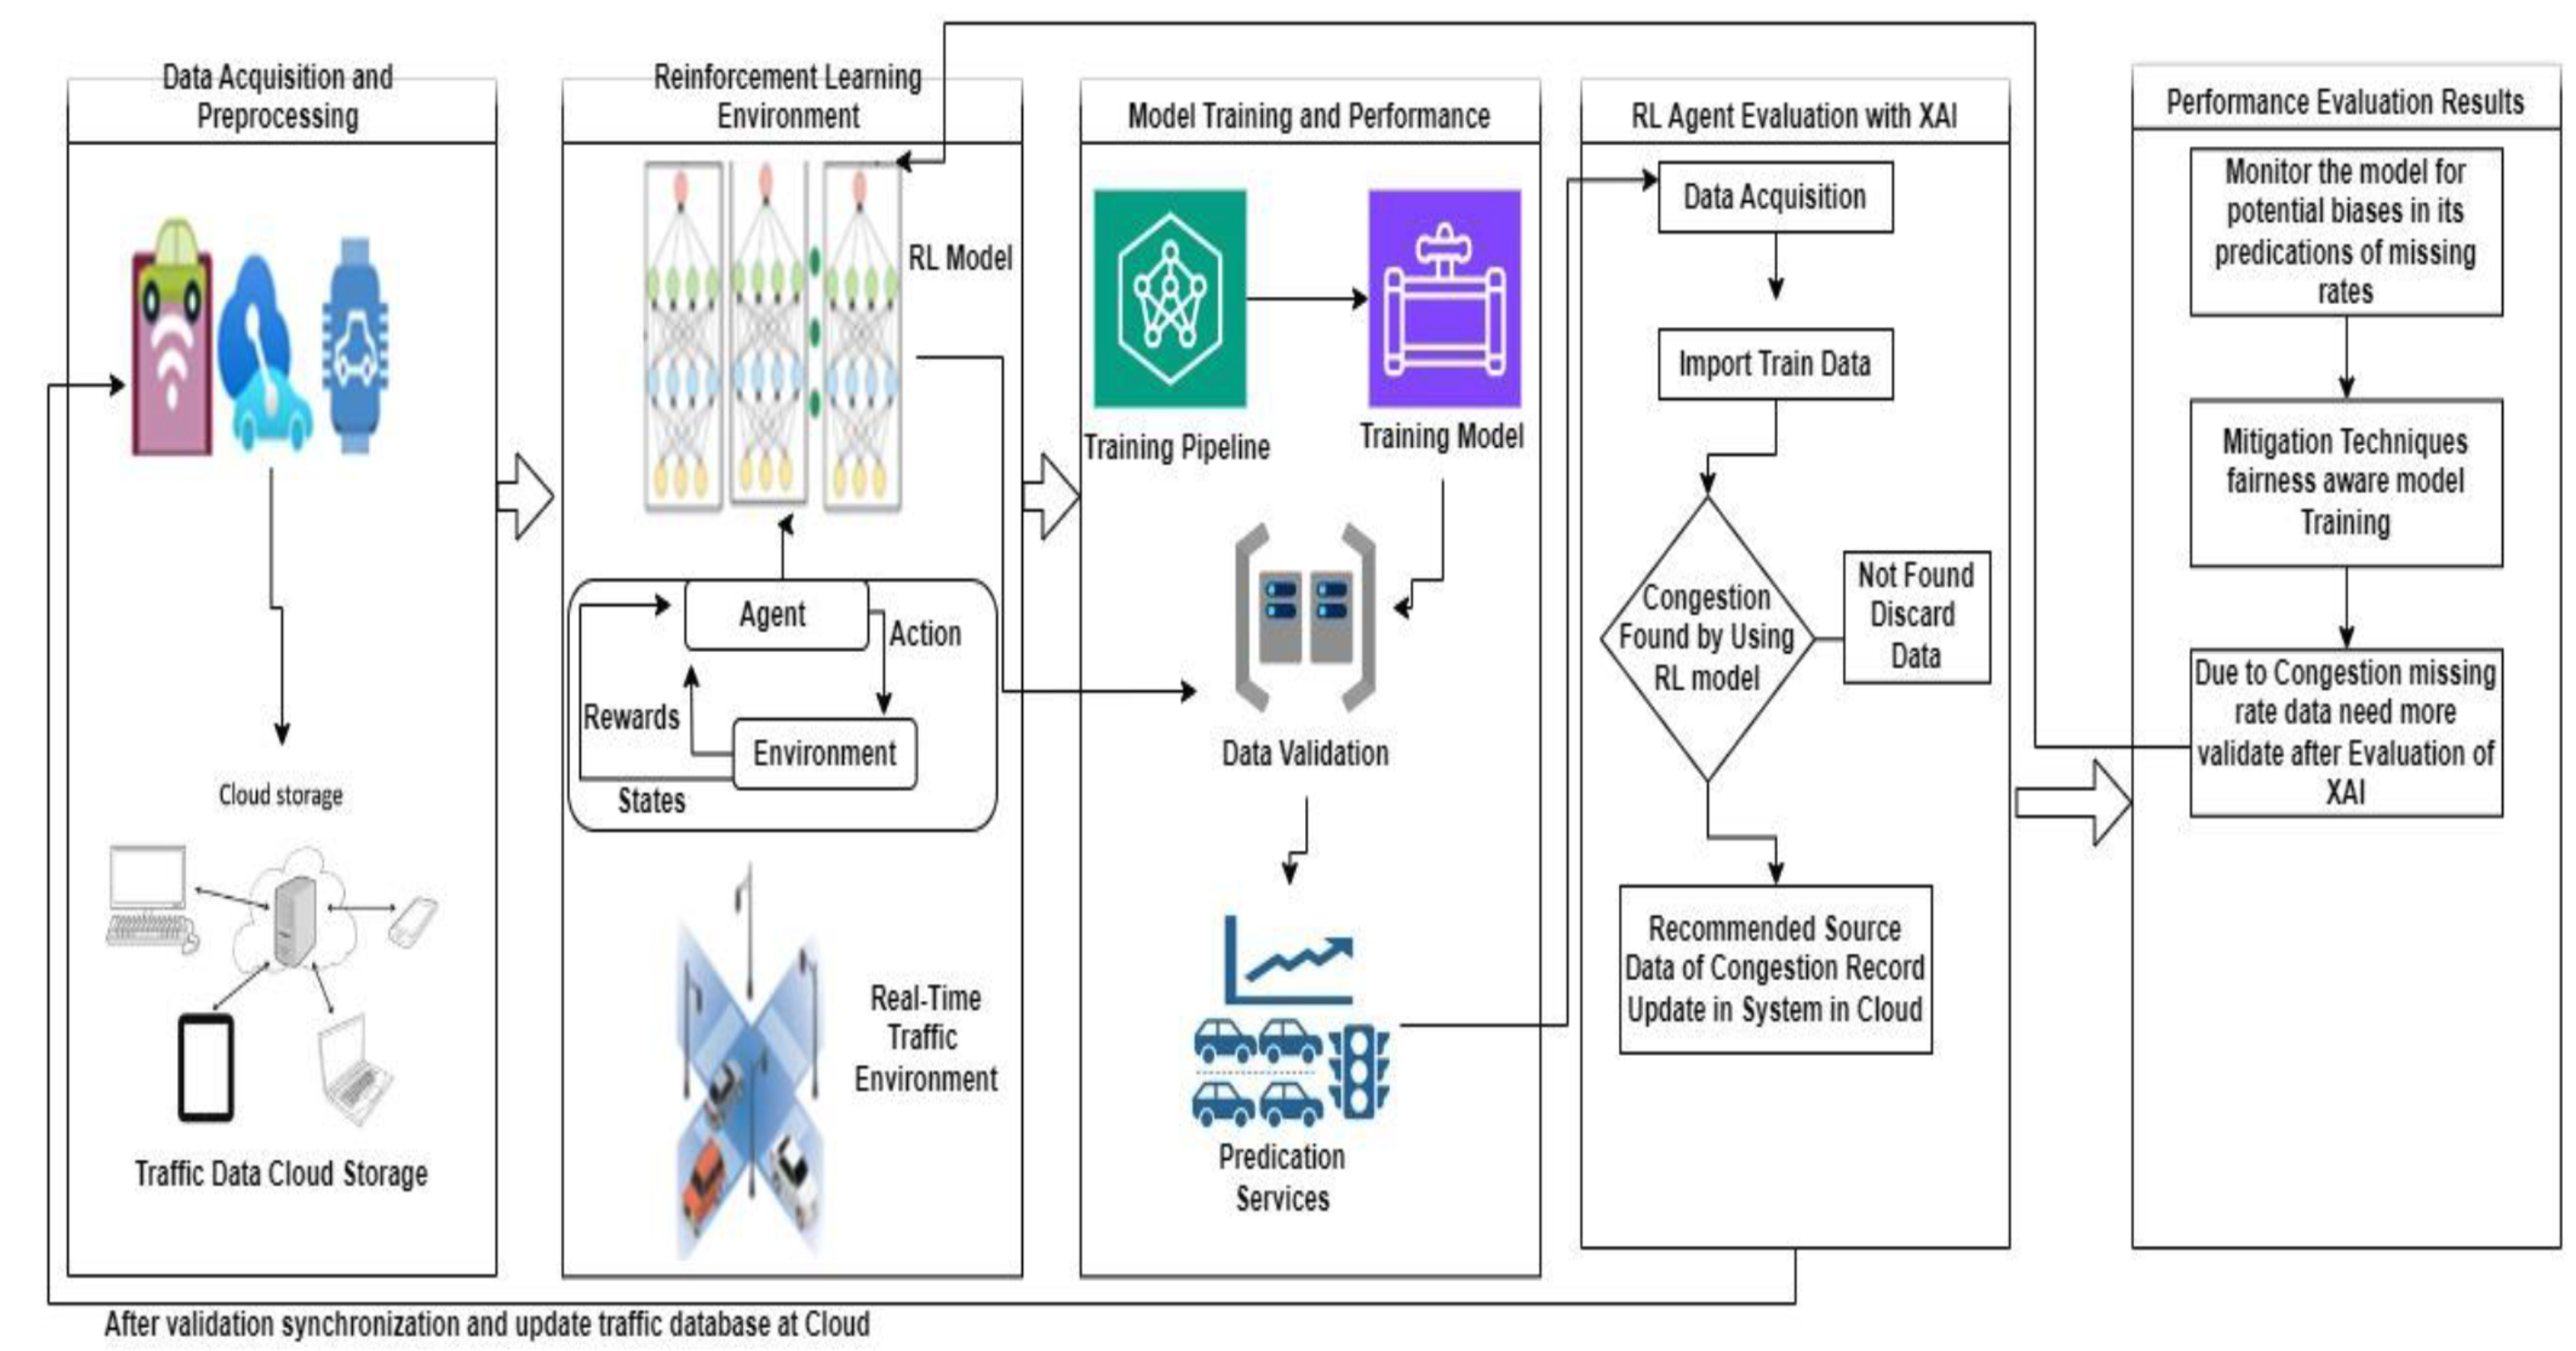 Data Acquisition and
Preprocessing
Cloud storage
Traffic Data Cloud Storage
Reinforcement Learning
Environment
RL Model
Agent
Action
Rewards
Environment
States
Real-Time
Traffic
Environment
Model Training and Performance
Training Pipeline
Training Model
Data Validation
Predication
Services
RL Agent Evaluation with XAI
Data Acquisition
Import Train Data
Congestion
Found by Using
RL model
Not Found
Discard
Data
Recommended Source
Data of Congestion Record
Update in System in Cloud
Performance Evaluation Results
Monitor the model for
potential biases in its
predications of missing
rates
Mitigation Techniques
fairness aware model
Training
Due to Congestion missing
rate data need more
validate after Evaluation of
XAI
After validation synchronization and update traffic database at Cloud